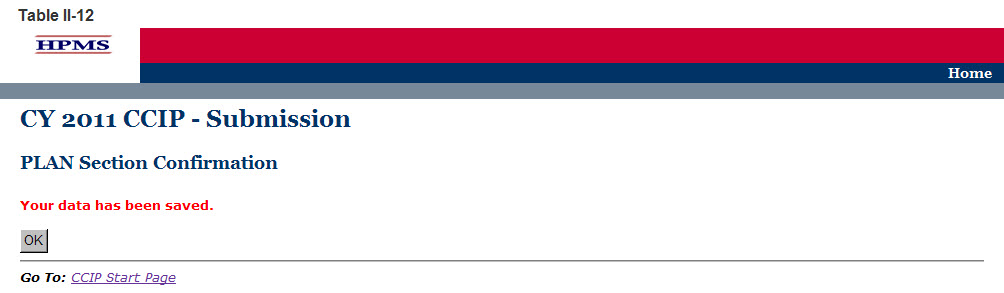 Table II-12
HPMS
Home
CY 2011 CCIP - Submission
PLAN Section Confirmation
Your data has been saved.
OK
Go To: CCIP Start Page